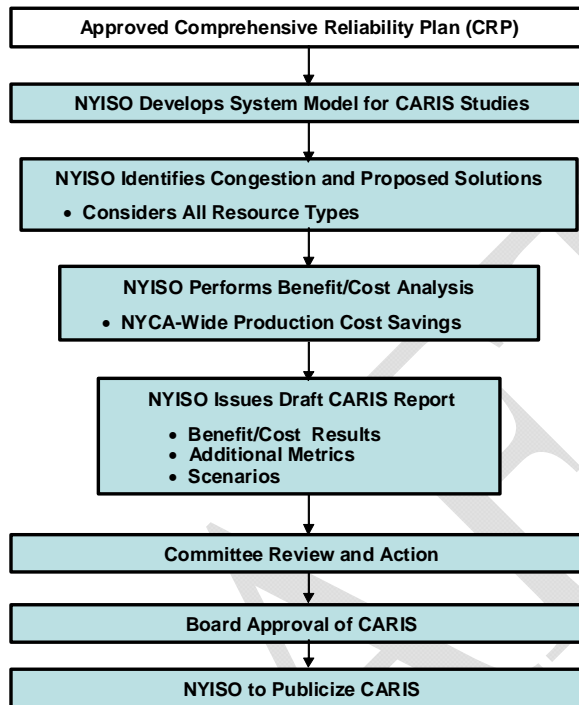 Approved Comprehensive Reliability Plan (CRP)
NYISO Develops System Model for CARIS Studies
NYISO Identifies Congestion and Proposed Solutions
• Considers All Resource Types
NYISO Performs Benefit/Cost Analysis
• NYCA-Wide Production Cost Savings
NYISO Issues Draft CARIS Report
• Benefit/Cost Results
• Additional Metrics
• Scenarios
Committee Review and Action
Board Approval of CARIS
NYISO to Publicize CARIS